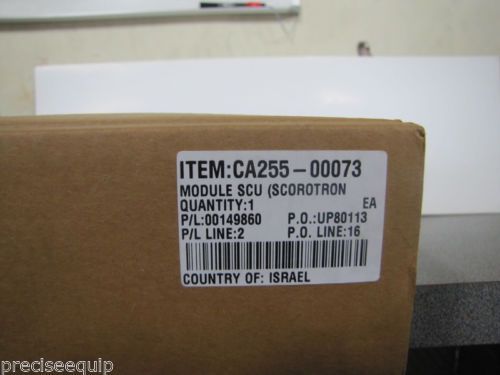 ITEM:CA255-00073
MODULE SCU (SCOROTRON
QUANTITY:1 EA
P/L:00149860 P.O.:UP80113
P/L LINE:2 P.O. LINE:16
COUNTRY OF: ISRAEL
preciseequip
preciseequip